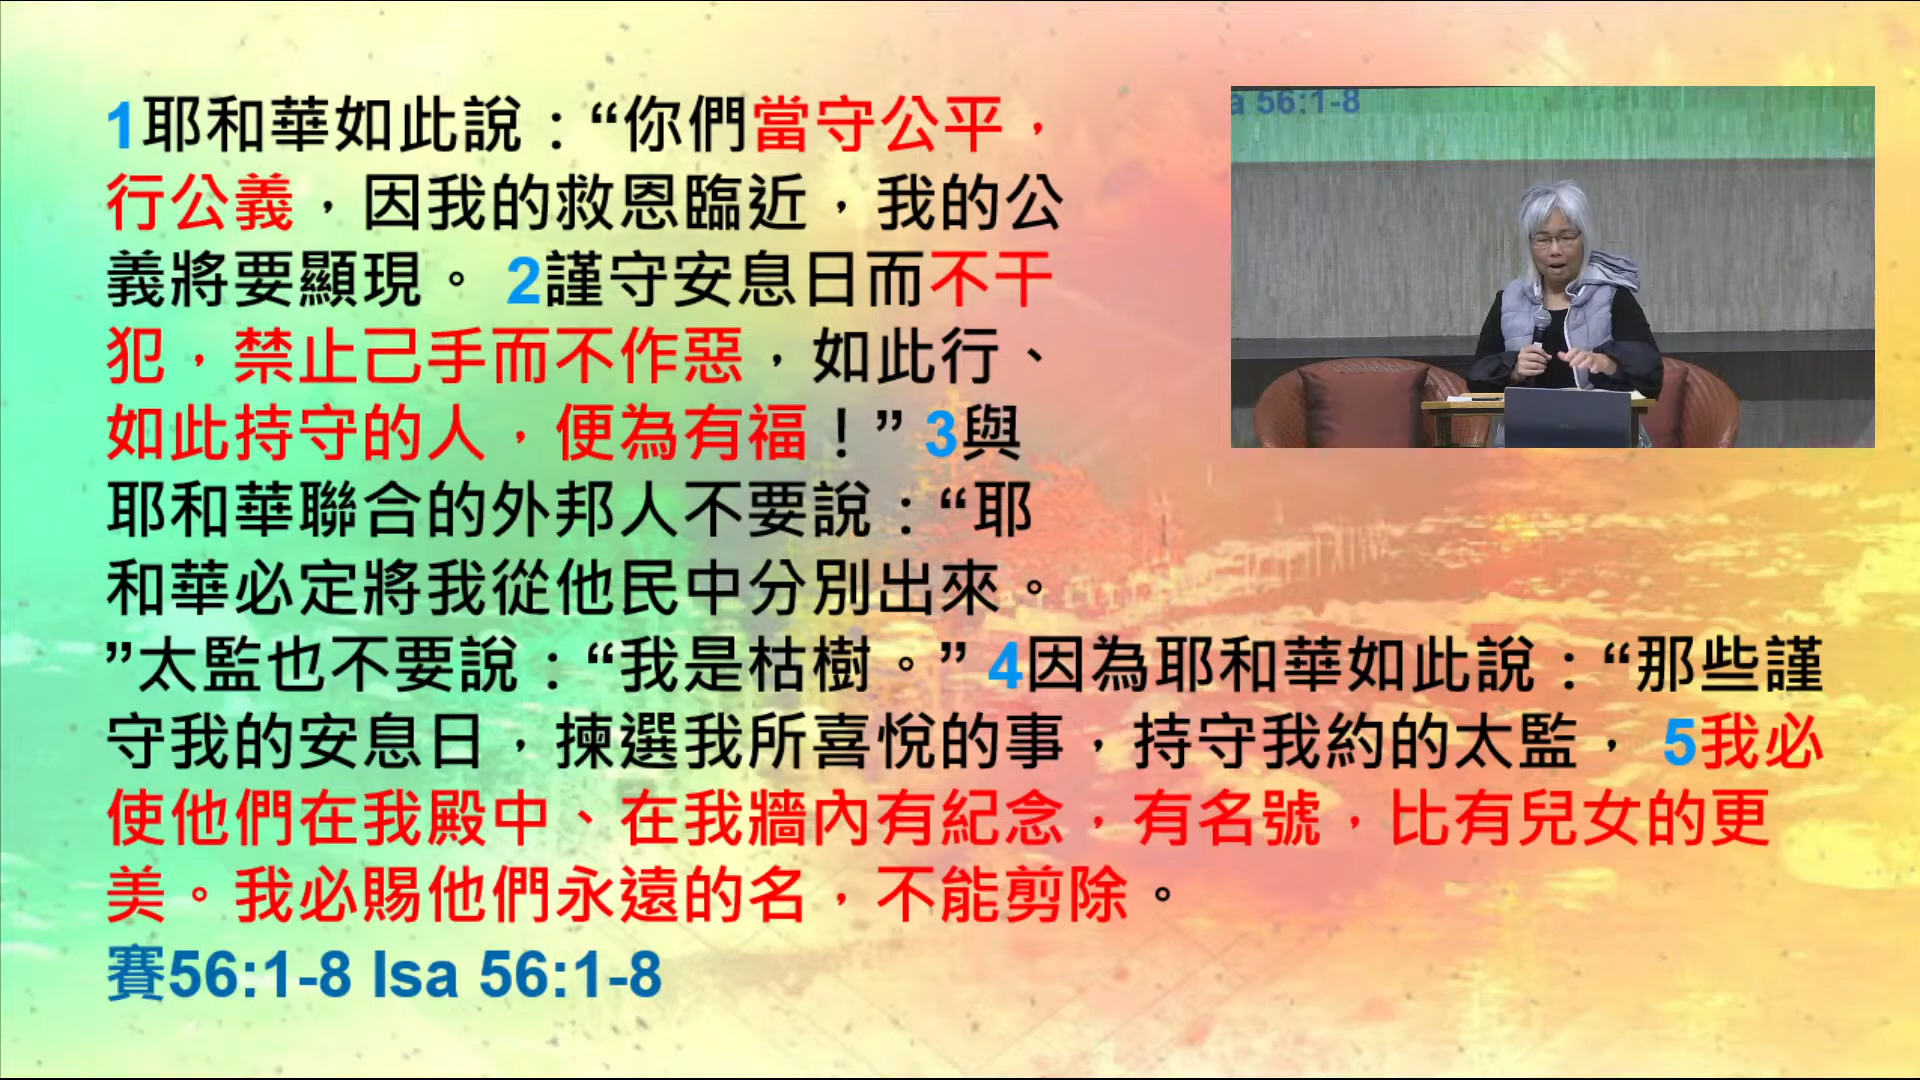 1耶和華如此說：“你們當守公平，
行公義，因我的救恩臨近，我的公
義將要顯現。 2謹守安息日而不干
犯，禁止己手而不作惡，如此行、
如此持守的人，便為有福！” 3與
耶和華聯合的外邦人不要說：“耶
和華必定將我從他民中分別出來。
”太監也不要說：“我是枯樹。” 4因為耶和華如此說：“那些謹
守我的安息日，揀選我所喜悅的事，持守我約的太監， 5我必
使他們在我殿中、在我牆內有紀念，有名號，比有兒女的更
美。我必賜他們永遠的名，不能剪除。
賽56:1-8 Isa 56:1-8
a 56:1-8